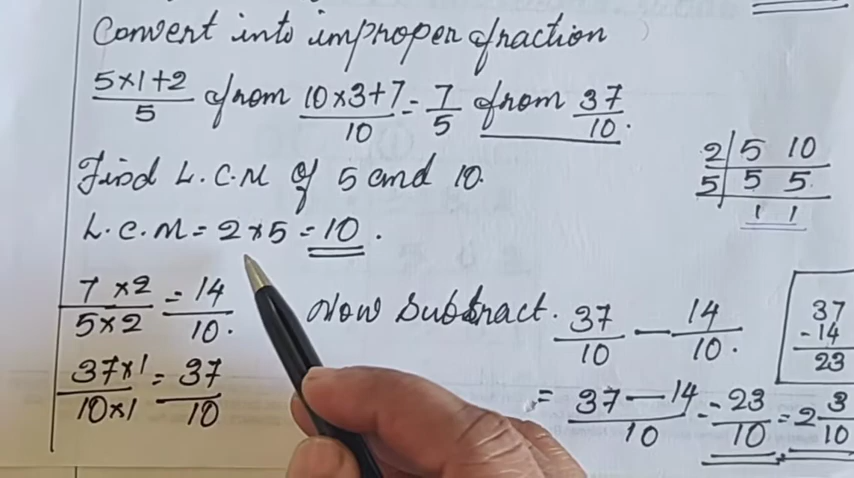 Convert into improper fraction
5×1+2/5 from 10×3+7/10 = 7/5 from 37/10.
Find L.C.M of 5 and 10.
2 | 5 10
5 | 5 5
1 1
L.C.M = 2×5 = 10.
7×2/5×2 = 14/10.
37×1/10×1 = 37/10
Now Subtract. 37/10 — 14/10.
= 37—14/10 = 23/10 = 2 3/10
37
-14
23